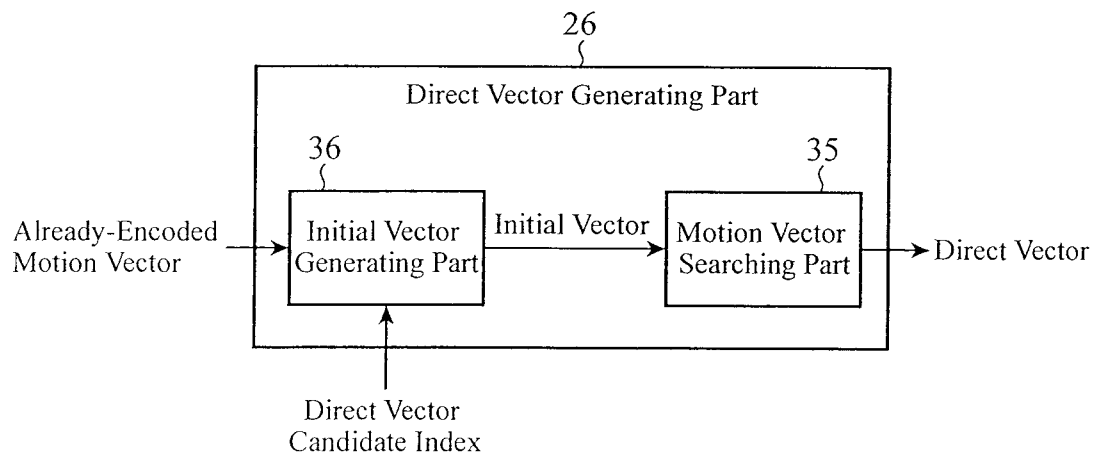 26
Direct Vector Generating Part
36
35
Already-Encoded
Motion Vector
Initial Vector
Generating Part
Initial Vector
Motion Vector
Searching Part
Direct Vector
Direct Vector
Candidate Index